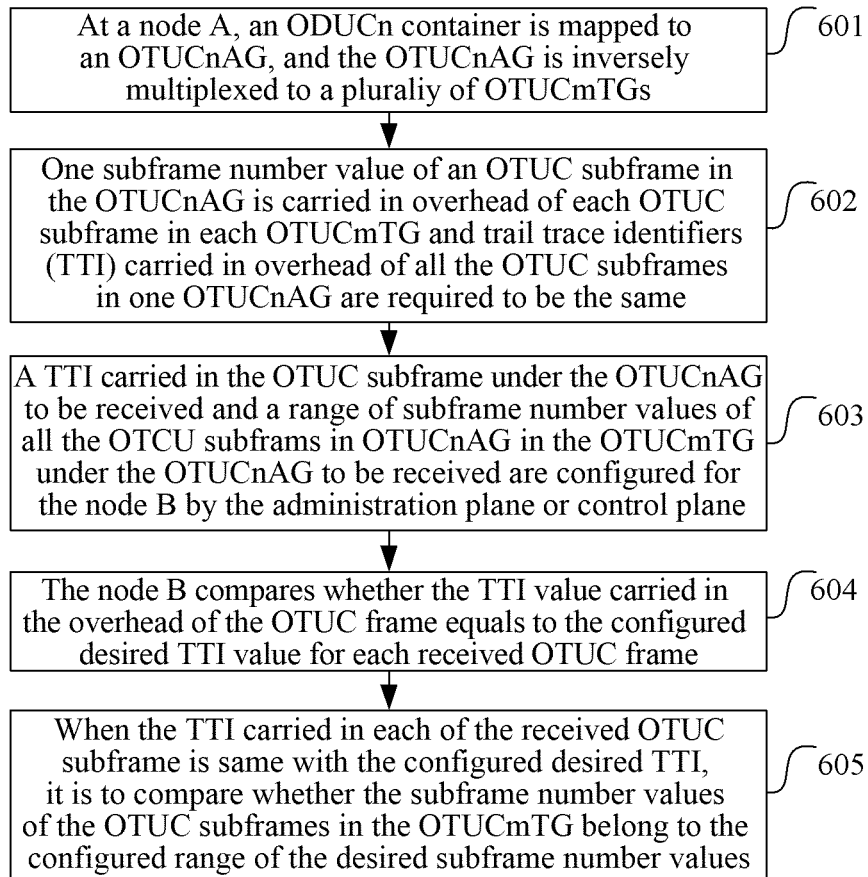 At a node A, an ODUCn container is mapped to
an OTUCnAG, and the OTUCnAG is inversely
multiplexed to a pluraliy of OTUCmTGs
601
One subframe number value of an OTUC subframe in
the OTUCnAG is carried in overhead of each OTUC
subframe in each OTUCmTG and trail trace identifiers
(TTI) carried in overhead of all the OTUC subframes
in one OTUCnAG are required to be the same
602
A TTI carried in the OTUC subframe under the OTUCnAG
to be received and a range of subframe number values of
all the OTCU subframs in OTUCnAG in the OTUCmTG
under the OTUCnAG to be received are configured for
the node B by the administration plane or control plane
603
The node B compares whether the TTI value carried in
the overhead of the OTUC frame equals to the configured
desired TTI value for each received OTUC frame
604
When the TTI carried in each of the received OTUC
subframe is same with the configured desired TTI,
it is to compare whether the subframe number values
of the OTUC subframes in the OTUCmTG belong to the
configured range of the desired subframe number values
605